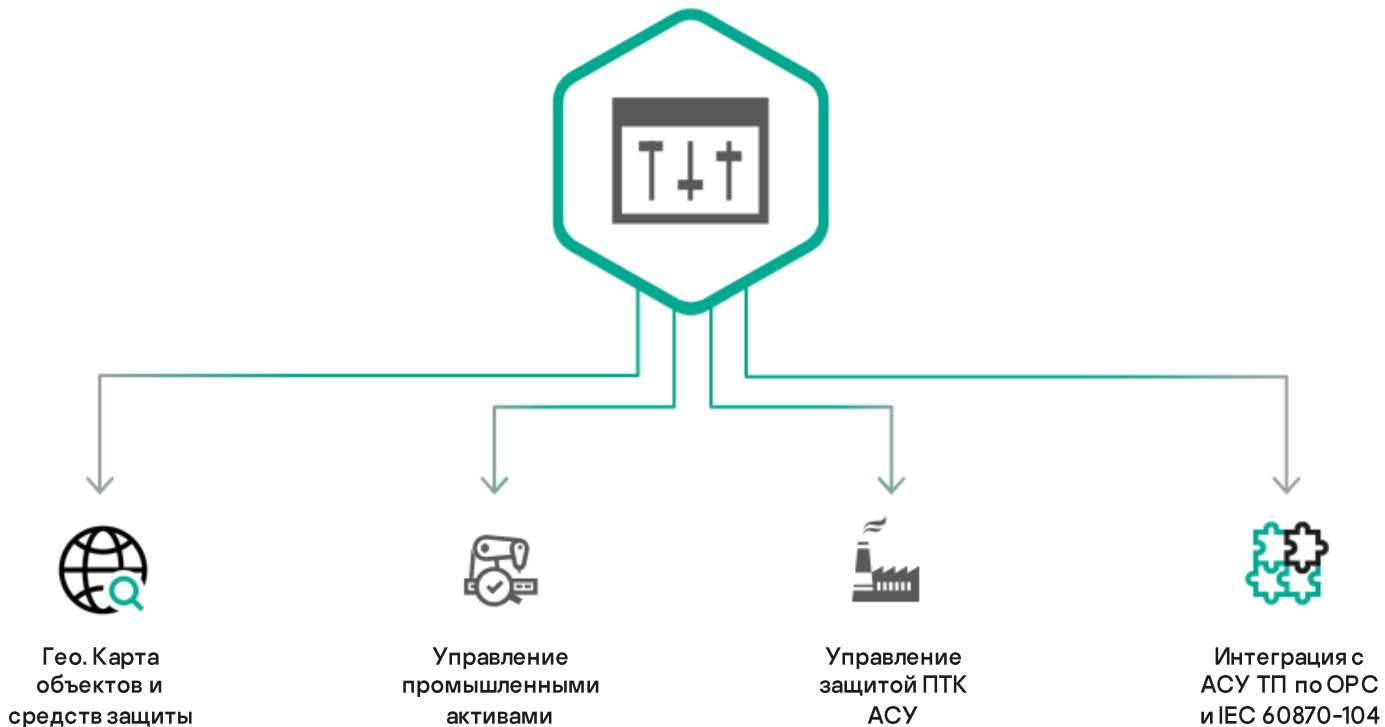 Гео. Карта
объектов и
средств защиты
Управление
промышленными
активами
Управление
защитой ПТК
АСУ
Интеграция с
АСУ ТП по OPC
и IEC 60870-104